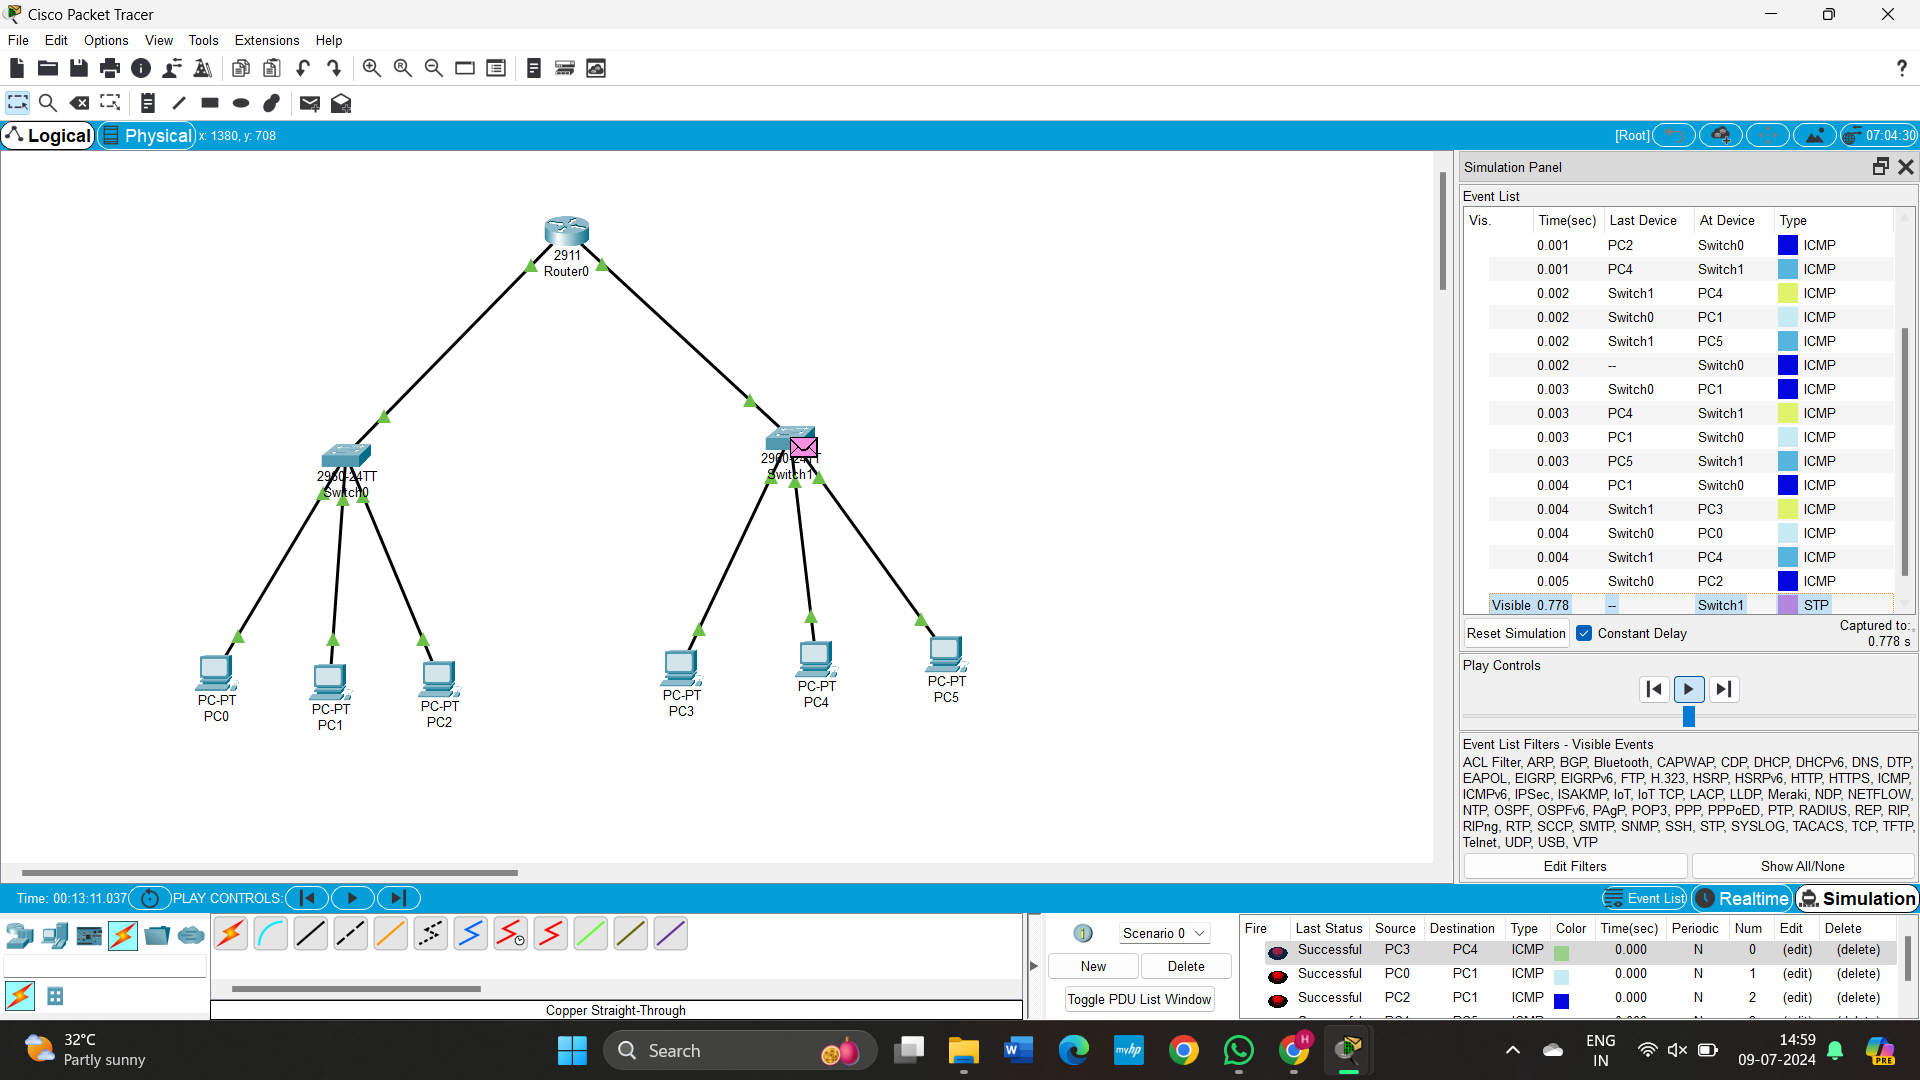 Cisco Packet Tracer
File Edit Options View Tools Extensions Help
Logical Physical x: 1380, y: 708 [Root] 07:04:30
2911
Router0
2960-24TT
Switch0
2960-24TT
Switch1
PC-PT
PC0
PC-PT
PC1
PC-PT
PC2
PC-PT
PC3
PC-PT
PC4
PC-PT
PC5
Simulation Panel
Event List
Vis. Time(sec) Last Device At Device Type
0.001 PC2 Switch0 ICMP
0.001 PC4 Switch1 ICMP
0.002 Switch1 PC4 ICMP
0.002 Switch0 PC1 ICMP
0.002 Switch1 PC5 ICMP
0.002 -- Switch0 ICMP
0.003 Switch0 PC1 ICMP
0.003 PC4 Switch1 ICMP
0.003 PC1 Switch0 ICMP
0.003 PC5 Switch1 ICMP
0.004 PC1 Switch0 ICMP
0.004 Switch1 PC3 ICMP
0.004 Switch0 PC0 ICMP
0.004 Switch1 PC4 ICMP
0.005 Switch0 PC2 ICMP
Visible 0.778 -- Switch1 STP
Reset Simulation Constant Delay Captured to:
0.778 s
Play Controls
Event List Filters - Visible Events
ACL Filter, ARP, BGP, Bluetooth, CAPWAP, CDP, DHCP, DHCPv6, DNS, DTP,
EAPOL, EIGRP, EIGRPv6, FTP, H.323, HSRP, HSRPv6, HTTP, HTTPS, ICMP,
ICMPv6, IPSec, ISAKMP, IoT, IoT TCP, LACP, LLDP, Meraki, NDP, NETFLOW,
NTP, OSPF, OSPFv6, PAgP, POP3, PPP, PPPoED, PTP, RADIUS, REP, RIP,
RIPng, RTP, SCCP, SMTP, SNMP, SSH, STP, SYSLOG, TACACS, TCP, TFTP,
Telnet, UDP, USB, VTP
Edit Filters Show All/None
Time: 00:13:11.037 PLAY CONTROLS: Event List Realtime Simulation
Copper Straight-Through
Scenario 0
New Delete
Toggle PDU List Window
Fire Last Status Source Destination Type Color Time(sec) Periodic Num Edit Delete
Successful PC3 PC4 ICMP 0.000 N 0 (edit) (delete)
Successful PC0 PC1 ICMP 0.000 N 1 (edit) (delete)
Successful PC2 PC1 ICMP 0.000 N 2 (edit) (delete)
32°C
Partly sunny
Search
myhp
H
ENG
IN
14:59
09-07-2024
PRE